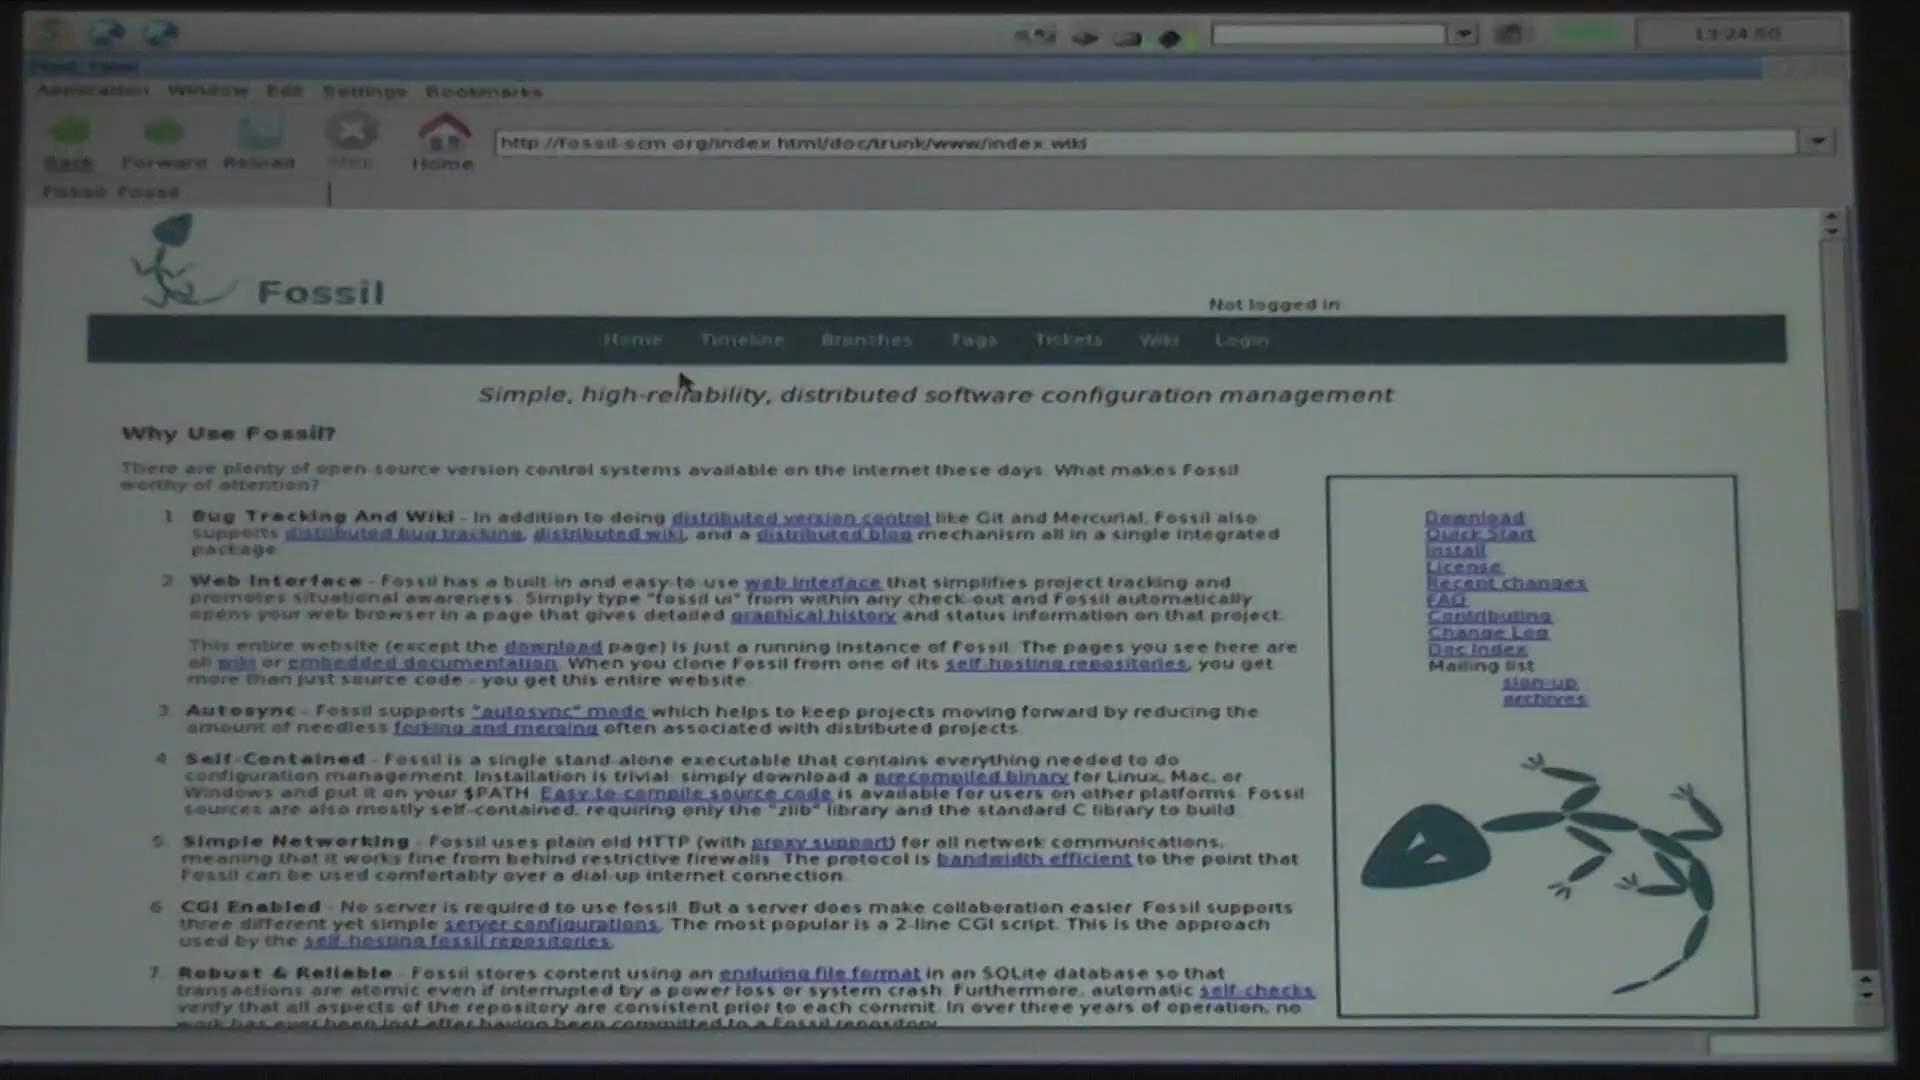 13:24:50
Application Window Edit Settings Bookmarks
Back Forward Reload Stop Home
http://fossil-scm.org/index.html/doc/trunk/www/index.wiki
Fossil: Fossil
Fossil
Not logged in
Home Timeline Branches Tags Tickets Wiki Login
Simple, high-reliability, distributed software configuration management
Why Use Fossil?
There are plenty of open-source version control systems available on the internet these days. What makes Fossil
worthy of attention?
1. Bug Tracking And Wiki - In addition to doing distributed version control like Git and Mercurial, Fossil also
supports distributed bug tracking, distributed wiki, and a distributed blog mechanism all in a single integrated
package.
2. Web Interface - Fossil has a built-in and easy-to-use web interface that simplifies project tracking and
promotes situational awareness. Simply type "fossil ui" from within any check-out and Fossil automatically
opens your web browser in a page that gives detailed graphical history and status information on that project.
This entire website (except the download page) is just a running instance of Fossil. The pages you see here are
all wiki or embedded documentation. When you clone Fossil from one of its self-hosting repositories, you get
more than just source code - you get this entire website.
3. Autosync - Fossil supports "autosync" mode which helps to keep projects moving forward by reducing the
amount of needless forking and merging often associated with distributed projects.
4. Self-Contained - Fossil is a single stand-alone executable that contains everything needed to do
configuration management. Installation is trivial: simply download a precompiled binary for Linux, Mac, or
Windows and put it on your $PATH. Easy-to-compile source code is available for users on other platforms. Fossil
sources are also mostly self-contained, requiring only the "zlib" library and the standard C library to build.
5. Simple Networking - Fossil uses plain old HTTP (with proxy support) for all network communications,
meaning that it works fine from behind restrictive firewalls. The protocol is bandwidth efficient to the point that
Fossil can be used comfortably over a dial-up internet connection.
6. CGI Enabled - No server is required to use fossil. But a server does make collaboration easier. Fossil supports
three different yet simple server configurations. The most popular is a 2-line CGI script. This is the approach
used by the self-hosting fossil repositories.
7. Robust & Reliable - Fossil stores content using an enduring file format in an SQLite database so that
transactions are atomic even if interrupted by a power loss or system crash. Furthermore, automatic self-checks
verify that all aspects of the repository are consistent prior to each commit. In over three years of operation, no
work has ever been lost after having been committed to a Fossil repository.
Download
Quick Start
Install
License
Recent changes
FAQ
Contributing
Change Log
Doc Index
Mailing list
sign-up
archives